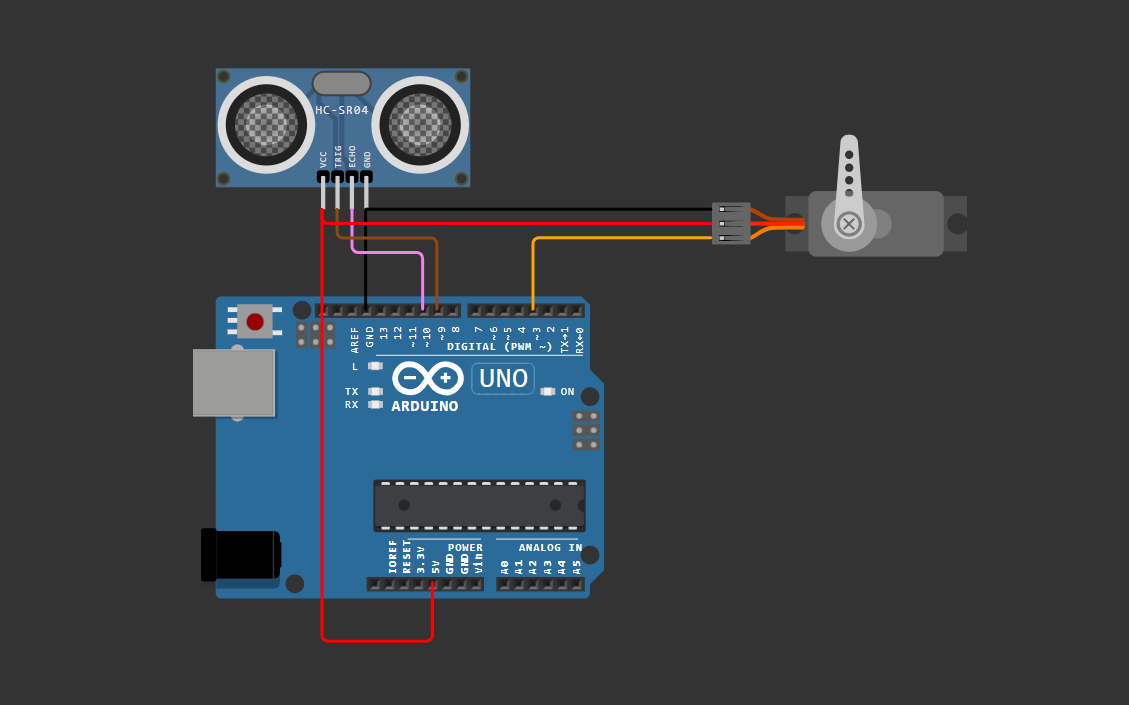 HC-SR04
VCC
TRIG
ECHO
GND
AREF
GND
13
12
~11
~10
~9
8
7
~6
~5
4
~3
2
TX→1
RX←0
DIGITAL (PWM ~)
L
UNO
TX
RX
ON
ARDUINO
POWER
ANALOG IN
IOREF
RESET
3.3V
5V
GND
GND
Vin
A0
A1
A2
A3
A4
A5